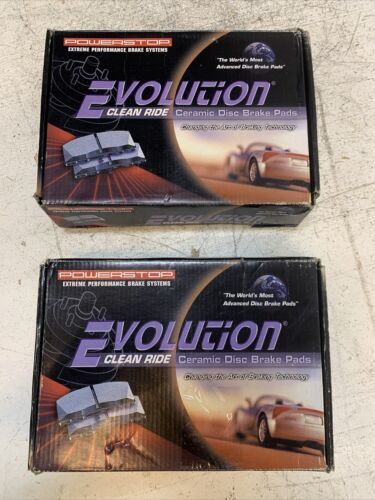 POWERSTOP
EXTREME PERFORMANCE BRAKE SYSTEMS
"The World's Most
Advanced Disc Brake Pads"
EVOLUTION®
CLEAN RIDE Ceramic Disc Brake Pads
Changing the Art of Braking Technology
POWERSTOP
EXTREME PERFORMANCE BRAKE SYSTEMS
"The World's Most
Advanced Disc Brake Pads"
EVOLUTION®
CLEAN RIDE Ceramic Disc Brake Pads
Changing the Art of Braking Technology